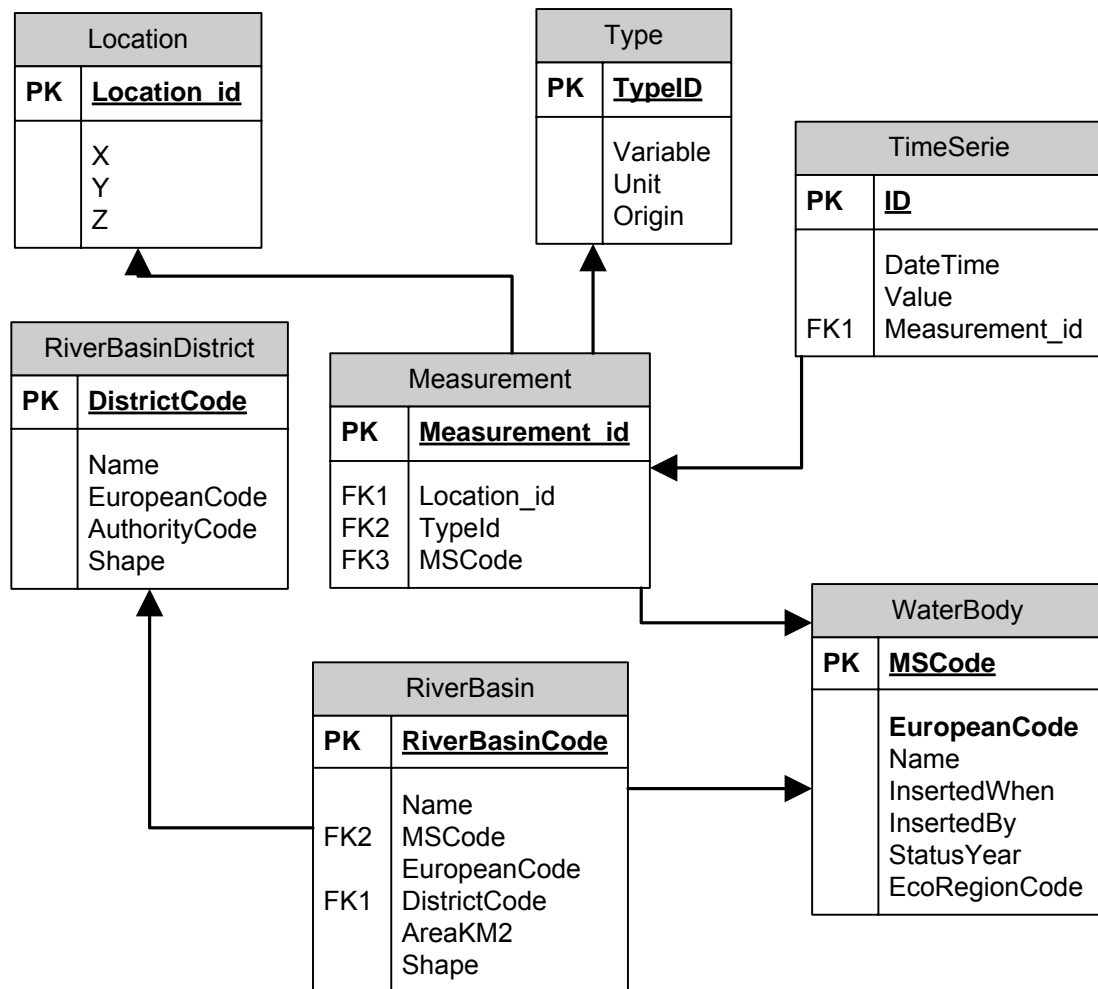 Location
PK Location_id
X
Y
Z
Type
PK TypeID
Variable
Unit
Origin
TimeSerie
PK ID
DateTime
Value
FK1 Measurement_id
RiverBasinDistrict
PK DistrictCode
Name
EuropeanCode
AuthorityCode
Shape
Measurement
PK Measurement_id
FK1 Location_id
FK2 TypeId
FK3 MSCode
WaterBody
PK MSCode
EuropeanCode
Name
InsertedWhen
InsertedBy
StatusYear
EcoRegionCode
RiverBasin
PK RiverBasinCode
Name
FK2 MSCode
EuropeanCode
FK1 DistrictCode
AreaKM2
Shape